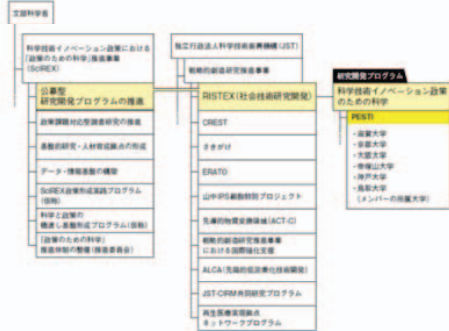 文部科学省
科学技術イノベーション政策における
「政策のための科学」推進事業
(SciREX)
公募型
研究開発プログラムの推進
政策課題対応型調査研究の推進
基盤的研究・人材育成拠点の形成
データ・情報基盤の構築
SciREX政策形成実践プログラム
(仮称)
科学と政策の
橋渡し基盤形成プログラム(仮称)
「政策のための科学」
推進体制の整備(推進委員会)
独立行政法人科学技術振興機構(JST)
戦略的創造研究推進事業
RISTEX(社会技術研究開発)
CREST
さきがけ
ERATO
山中iPS細胞特別プロジェクト
先導的物質変換領域(ACT-C)
戦略的創造研究推進事業
における国際強化支援
ALCA(先端的低炭素化技術開発)
JST-CIRM共同研究プログラム
再生医療実現拠点
ネットワークプログラム
研究開発プログラム
科学技術イノベーション政策
のための科学
PESTI
・滋賀大学
・京都大学
・大阪大学
・帝塚山大学
・神戸大学
・鳥取大学
(メンバーの所属大学)